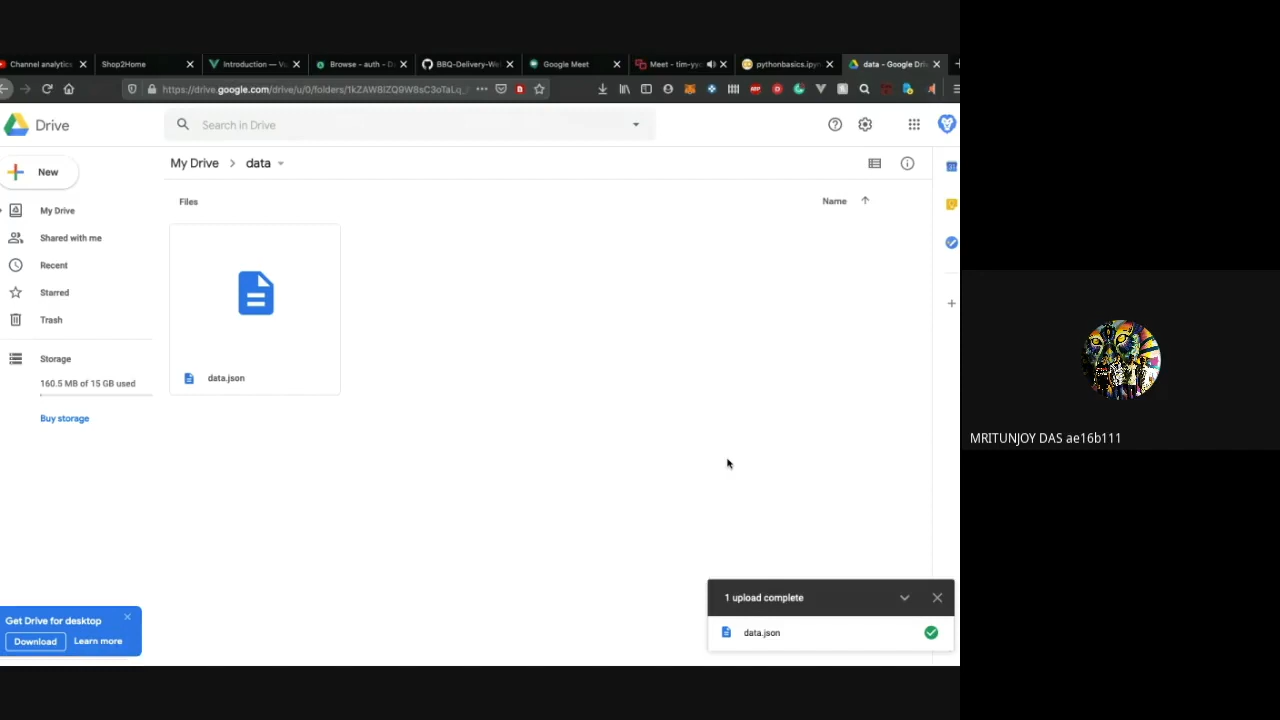 Channel analytics
Shop2Home
Introduction — Vu
Browse - auth - D
BBQ-Delivery-We
Google Meet
Meet - tim-yy
pythonbasics.ipyn
data - Google Driv
https://drive.google.com/drive/u/0/folders/
Drive
Search in Drive
New
My Drive
data
Files
Name
My Drive
Shared with me
Recent
Starred
Trash
Storage
160.5 MB of 15 GB used
Buy storage
data.json
MRITUNJOY DAS ae16b111
Get Drive for desktop
Download
Learn more
1 upload complete
data.json